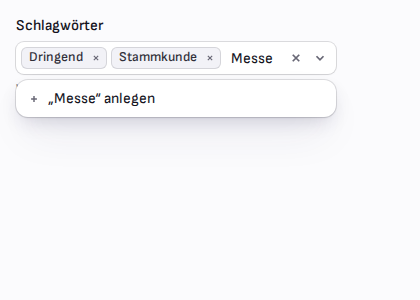 Schlagwörter
Dringend × Stammkunde × Messe ×
+ „Messe“ anlegen